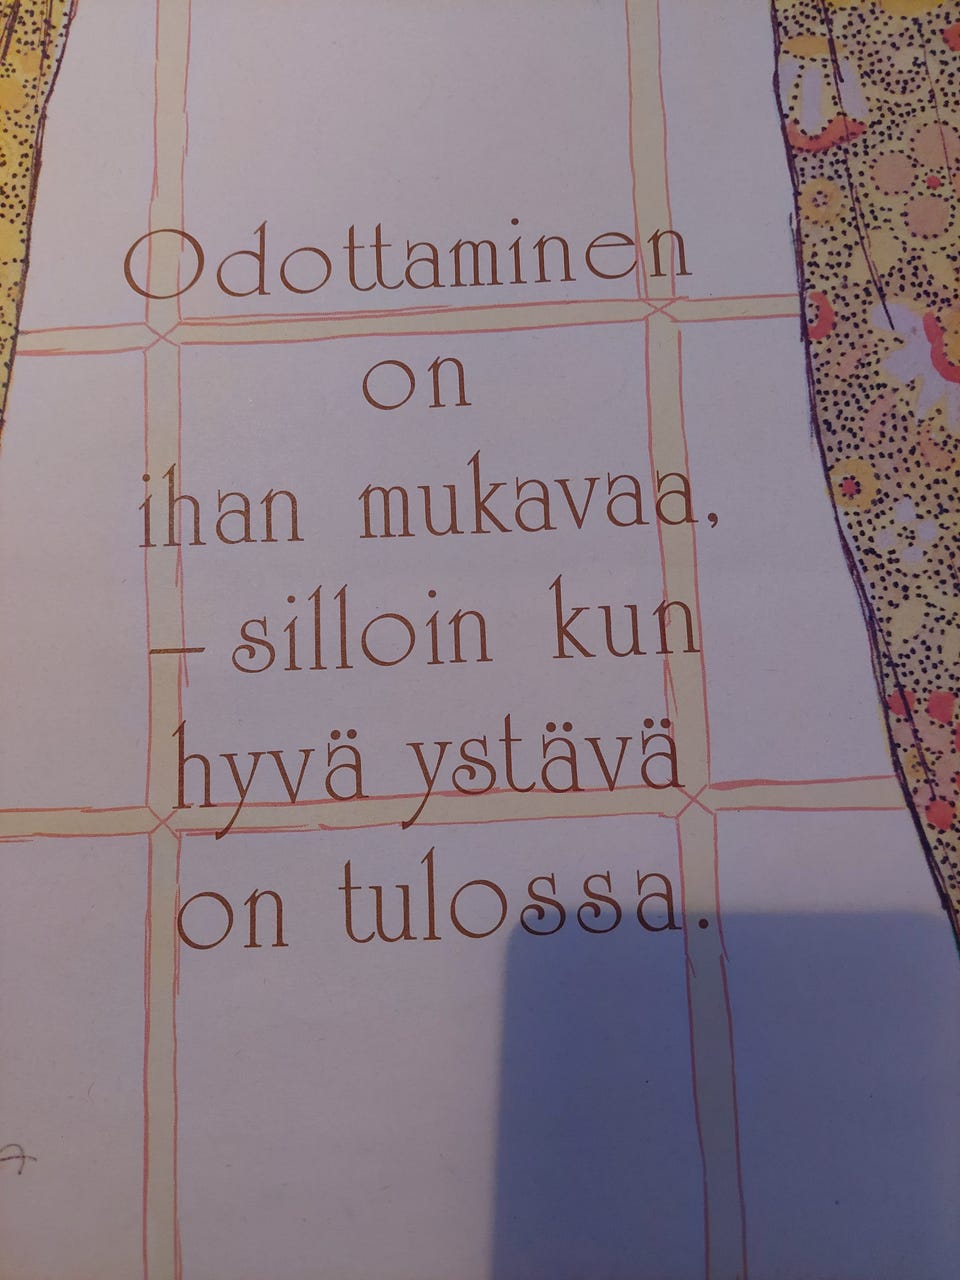 Odottaminen
on
ihan mukavaa,
– silloin kun
hyvä ystävä
on tulossa.